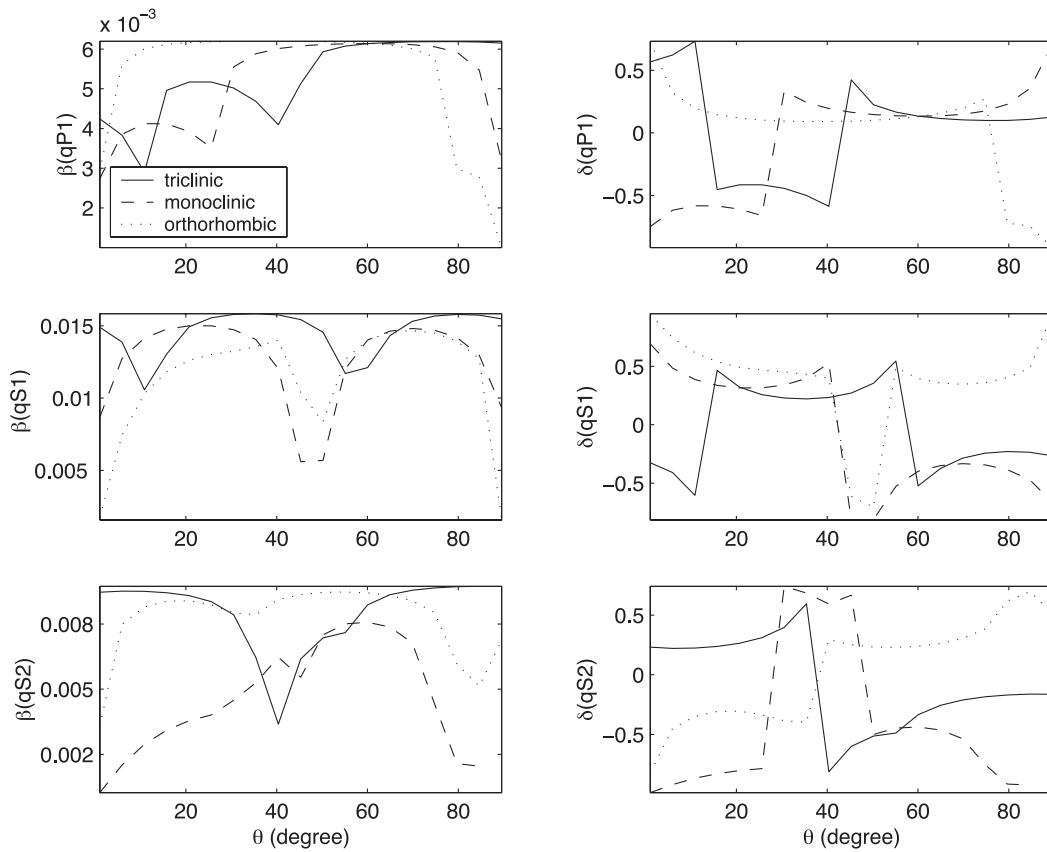 x 10⁻³
6
5
4
3
2
β(qP1)
triclinic
monoclinic
orthorhombic
20 40 60 80
0.5
0
−0.5
δ(qP1)
20 40 60 80
0.015
0.01
0.005
β(qS1)
20 40 60 80
0.5
0
−0.5
δ(qS1)
20 40 60 80
0.008
0.005
0.002
β(qS2)
20 40 60 80
θ (degree)
0.5
0
−0.5
δ(qS2)
20 40 60 80
θ (degree)